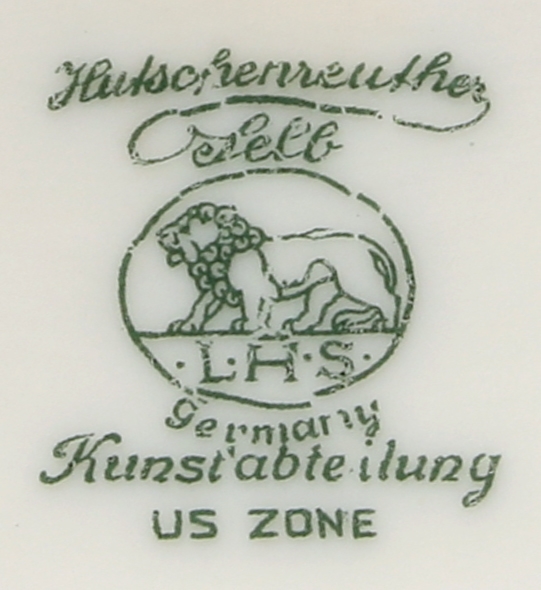 Hutschenreuther
Selb
·L·H·S·
Germany
Kunstabteilung
US ZONE